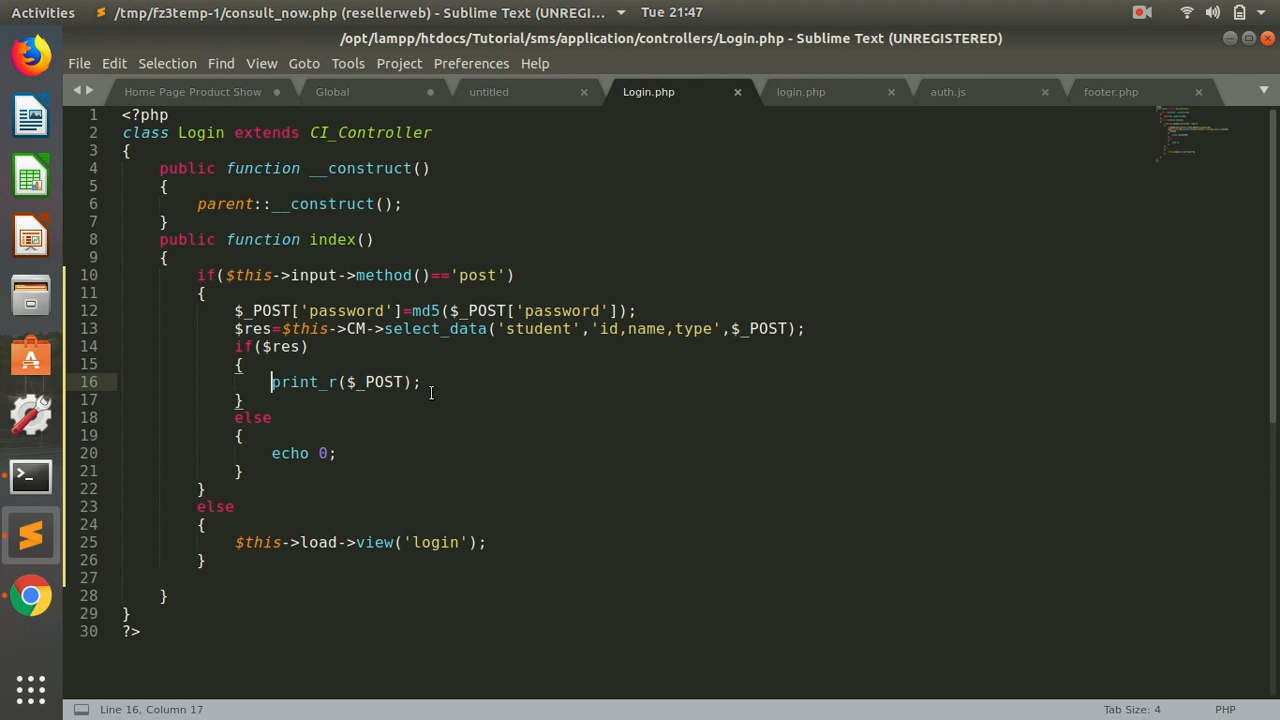 Activities /tmp/fz3temp-1/consult_now.php (resellerweb) - Sublime Text (UNREGI... Tue 21:47
/opt/lampp/htdocs/Tutorial/sms/application/controllers/Login.php - Sublime Text (UNREGISTERED)
File Edit Selection Find View Goto Tools Project Preferences Help
Home Page Product Show Global untitled Login.php login.php auth.js footer.php
1 <?php
2 class Login extends CI_Controller
3 {
4 public function __construct()
5 {
6 parent::__construct();
7 }
8 public function index()
9 {
10 if($this->input->method()=='post')
11 {
12 $_POST['password']=md5($_POST['password']);
13 $res=$this->CM->select_data('student','id,name,type',$_POST);
14 if($res)
15 {
16 print_r($_POST);
17 }
18 else
19 {
20 echo 0;
21 }
22 }
23 else
24 {
25 $this->load->view('login');
26 }
27
28 }
29 }
30 ?>
Line 16, Column 17 Tab Size: 4 PHP